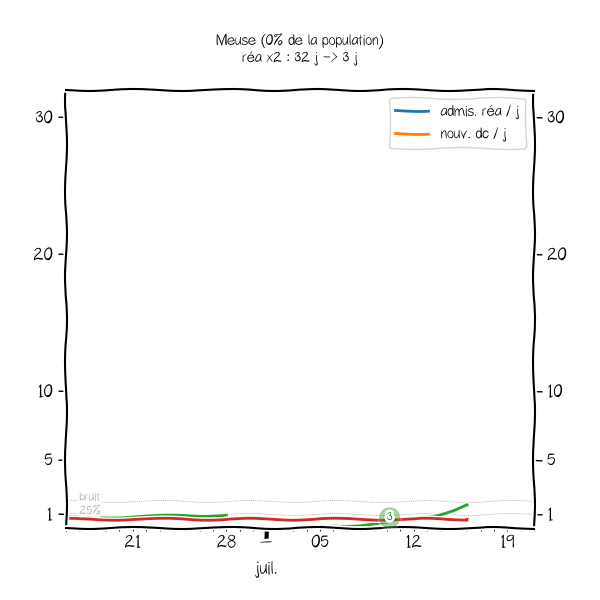 Meuse (0% de la population)
réa x2 : 32 j -> 3 j
admis. réa / j
nouv. dc / j
30
30
20
20
10
10
5
5
bruit
25%
1
3
1
21
28
05
12
19
juil.